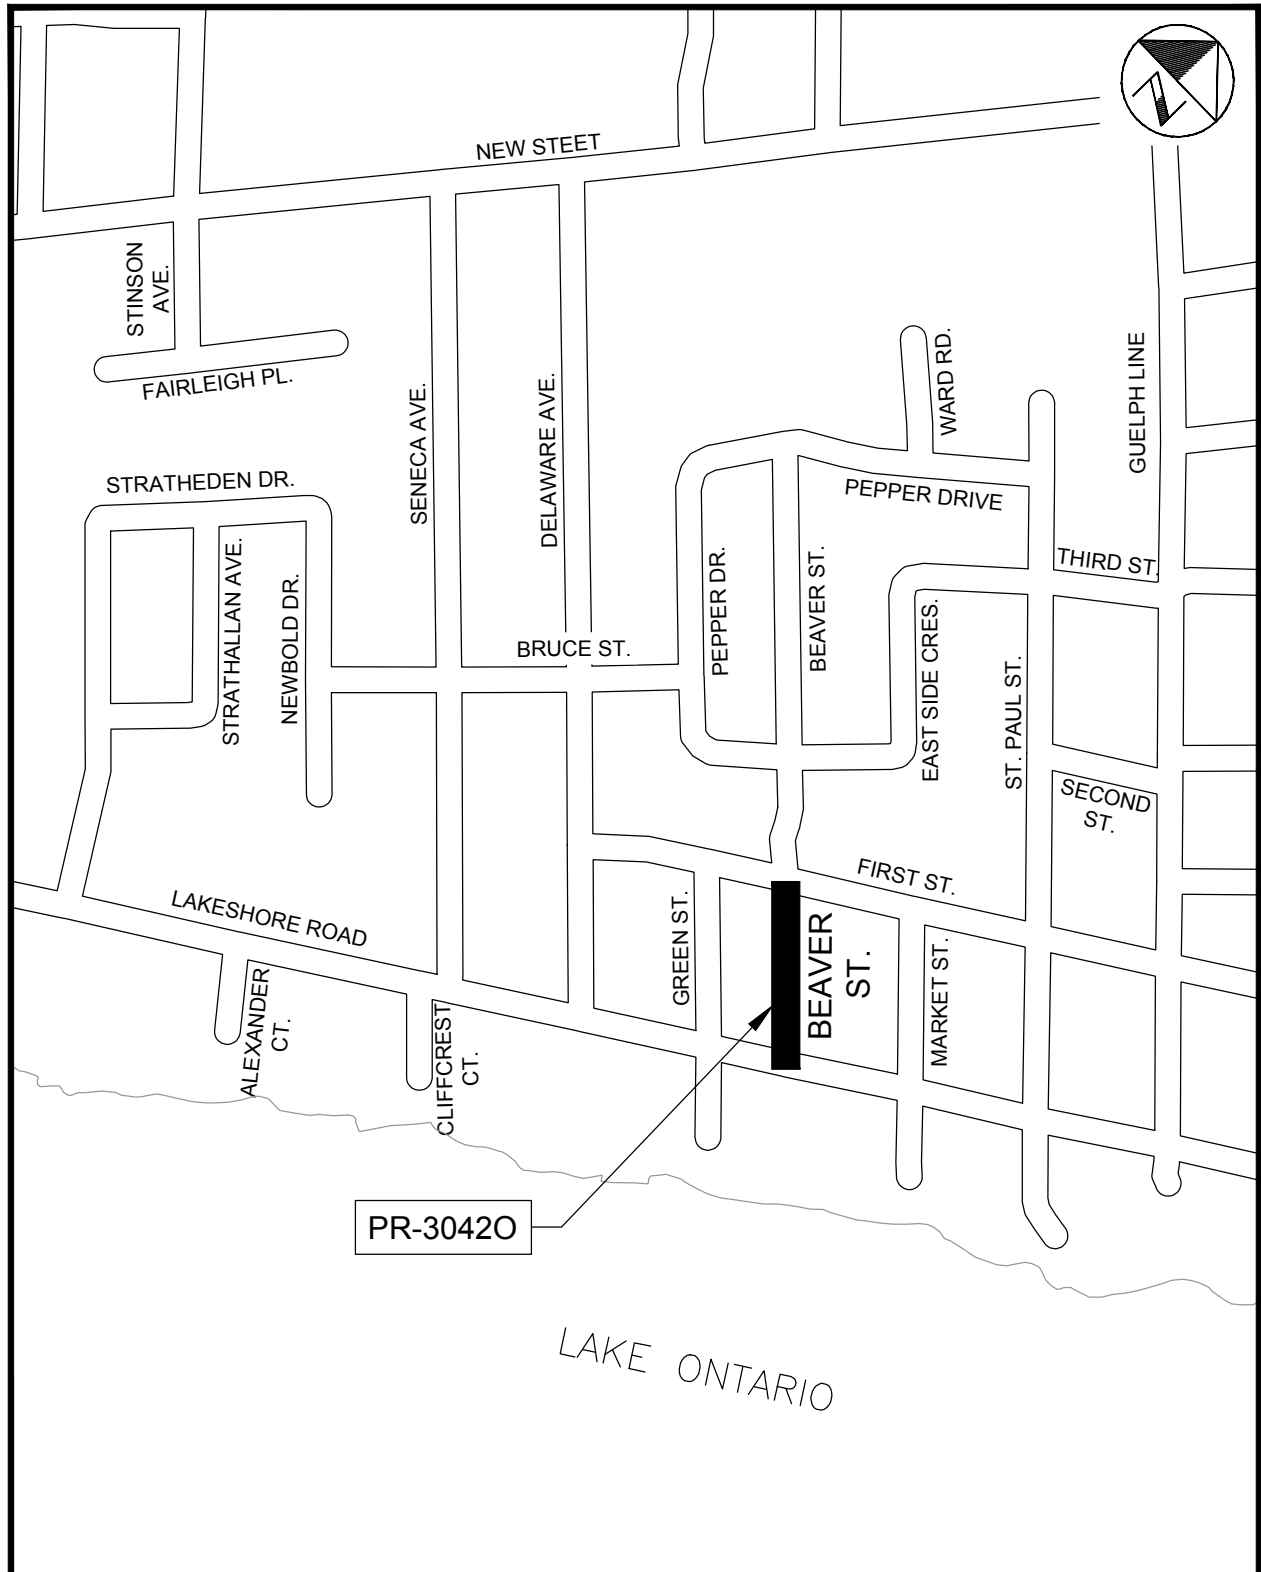 NEW STEET
STINSON
AVE.
FAIRLEIGH PL.
SENECA AVE.
DELAWARE AVE.
WARD RD.
GUELPH LINE
STRATHEDEN DR.
PEPPER DRIVE
STRATHALLAN AVE.
NEWBOLD DR.
BRUCE ST.
PEPPER DR.
BEAVER ST.
EAST SIDE CRES.
ST. PAUL ST.
THIRD ST.
SECOND
ST.
FIRST ST.
LAKESHORE ROAD
GREEN ST.
BEAVER
ST.
MARKET ST.
ALEXANDER
CT.
CLIFFCREST
CT.
PR-3042O
LAKE ONTARIO
N